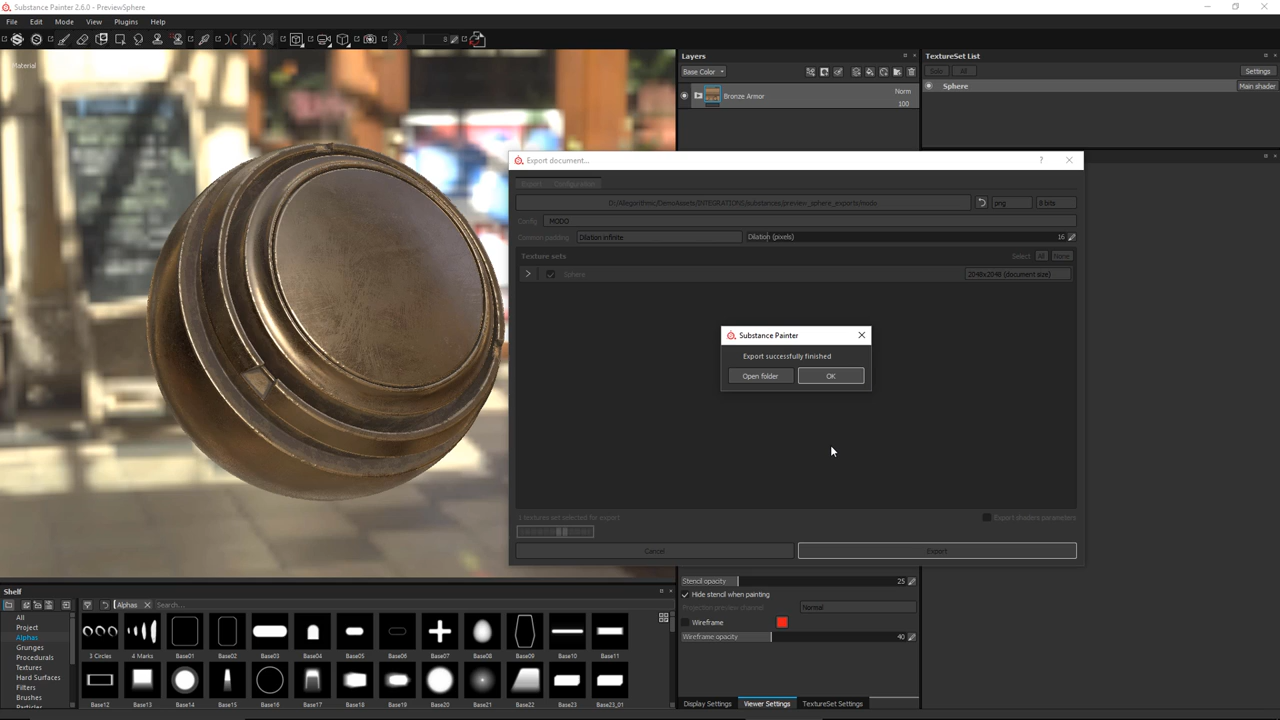 Substance Painter 2.6.0 - PreviewSphere
File Edit Mode View Plugins Help
8
Material
Layers
Base Color
Bronze Armor
Norm
100
TextureSet List
Solo All Settings
Sphere Main shader
Export document...
?
Export Configuration
D:/Allegorithmic/DemoAssets/INTEGRATIONS/substances/preview_sphere_exports/modo
png 8 bits
Config MODO
Common padding Dilation infinite Dilation (pixels) 16
Texture sets Select All None
Sphere 2048x2048 (document size)
Substance Painter
Export successfully finished
Open folder OK
1 textures set selected for export
Export shaders parameters
Cancel Export
Stencil opacity 25
Hide stencil when painting
Projection preview channel Normal
Wireframe
Wireframe opacity 40
Display Settings Viewer Settings TextureSet Settings
Shelf
Alphas Search...
All
Project
Alphas
Grunges
Procedurals
Textures
Hard Surfaces
Filters
Brushes
Particles
3 Circles 4 Marks Base01 Base02 Base03 Base04 Base05 Base06 Base07 Base08 Base09 Base10 Base11
Base12 Base13 Base14 Base15 Base16 Base17 Base18 Base19 Base20 Base21 Base22 Base23 Base23_01